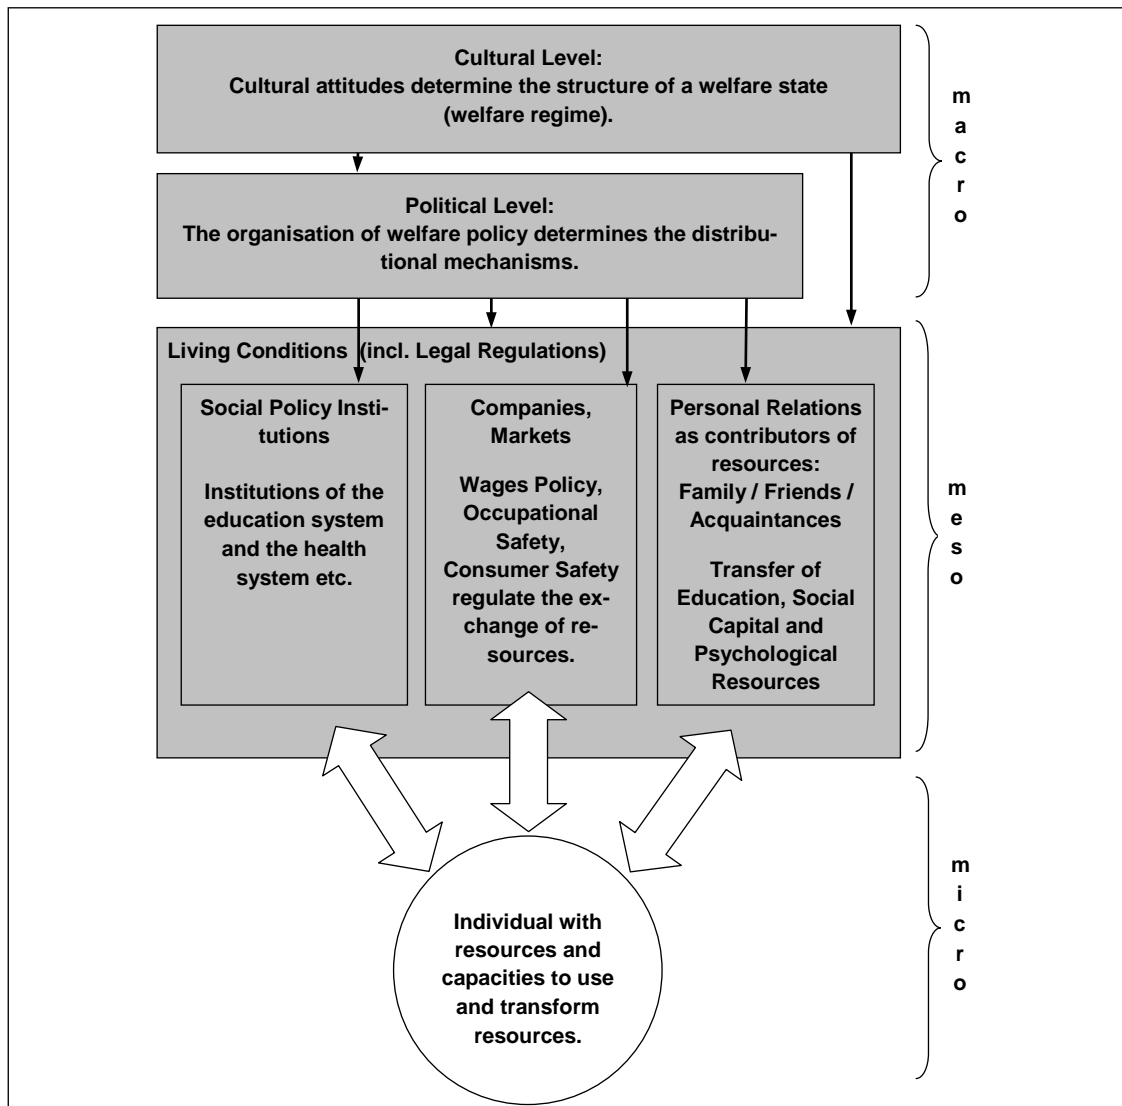 Cultural Level:
Cultural attitudes determine the structure of a welfare state
(welfare regime).
macro
Political Level:
The organisation of welfare policy determines the distribu-
tional mechanisms.
Living Conditions (incl. Legal Regulations)
Social Policy Insti-
tutions
Institutions of the
education system
and the health
system etc.
Companies,
Markets
Wages Policy,
Occupational
Safety,
Consumer Safety
regulate the ex-
change of re-
sources.
Personal Relations
as contributors of
resources:
Family / Friends /
Acquaintances
Transfer of
Education, Social
Capital and
Psychological
Resources
meso
Individual with
resources and
capacities to use
and transform
resources.
micro